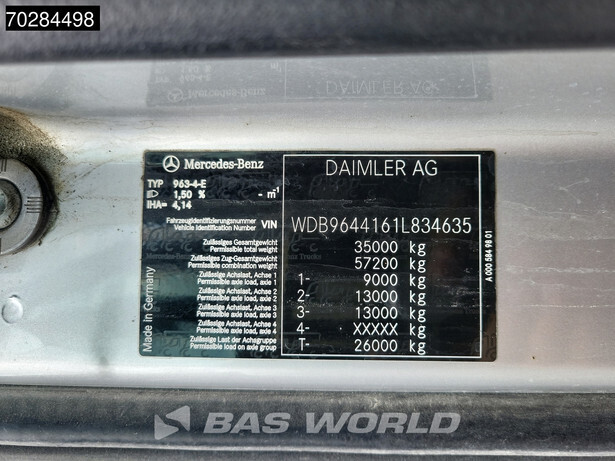 70284498
Mercedes-Benz
DAIMLER AG
TYP 963-4-E
1,50 % - m⁻¹
IHA= 4,14
Fahrzeugidentifizierungsnummer
Vehicle Identification Number VIN WDB9644161L834635
Zulässiges Gesamtgewicht
Permissible total weight 35000 kg
Zulässiges Zug-Gesamtgewicht
Permissible combination weight 57200 kg
Zulässige Achslast, Achse 1
Permissible axle load, axle 1 1- 9000 kg
Zulässige Achslast, Achse 2
Permissible axle load, axle 2 2- 13000 kg
Zulässige Achslast, Achse 3
Permissible axle load, axle 3 3- 13000 kg
Zulässige Achslast, Achse 4
Permissible axle load, axle 4 4- XXXXX kg
Zulässige Last der Achsgruppe
Permissible load on axle group T- 26000 kg
Made in Germany
A 000 584 98 01
BAS WORLD